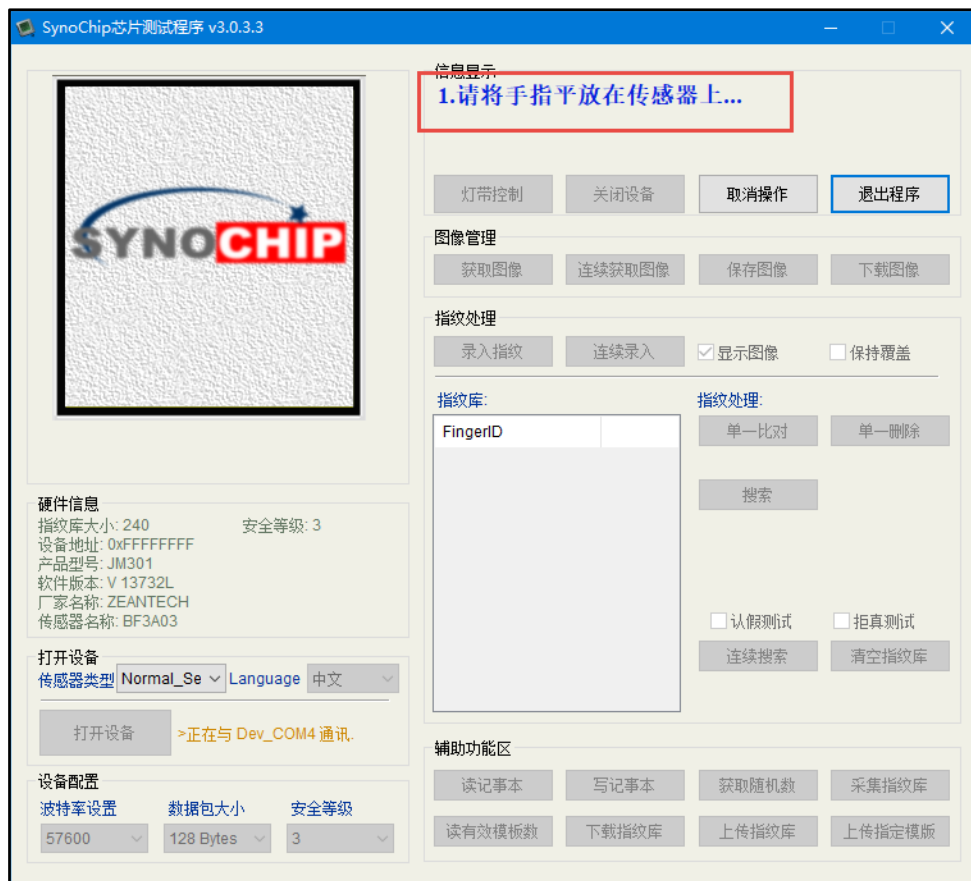 SynoChip芯片测试程序 v3.0.3.3
SYNOCHIP
信息显示
1.请将手指平放在传感器上...
灯带控制 关闭设备 取消操作 退出程序
图像管理
获取图像 连续获取图像 保存图像 下载图像
指纹处理
录入指纹 连续录入 显示图像 保持覆盖
指纹库: 指纹处理:
FingerID 单一比对 单一删除
搜索
认假测试 拒真测试
连续搜索 清空指纹库
硬件信息
指纹库大小: 240 安全等级: 3
设备地址: 0xFFFFFFFF
产品型号: JM301
软件版本: V 13732L
厂家名称: ZEANTECH
传感器名称: BF3A03
打开设备
传感器类型 Normal_Se Language 中文
打开设备 >正在与 Dev_COM4 通讯.
设备配置
波特率设置 数据包大小 安全等级
57600 128 Bytes 3
辅助功能区
读记事本 写记事本 获取随机数 采集指纹库
读有效模板数 下载指纹库 上传指纹库 上传指定模版